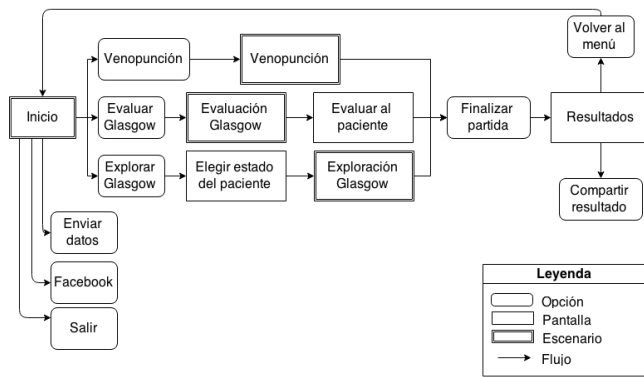 Volver al
menú
Venopunción
Venopunción
Inicio
Evaluar
Glasgow
Evaluación
Glasgow
Evaluar al
paciente
Finalizar
partida
Resultados
Explorar
Glasgow
Elegir estado
del paciente
Exploración
Glasgow
Compartir
resultado
Enviar
datos
Facebook
Salir
Leyenda
Opción
Pantalla
Escenario
Flujo